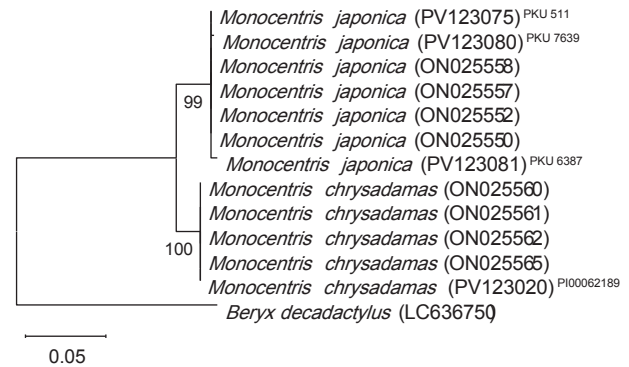 Monocentris japonica (PV123075) PKU 511
Monocentris japonica (PV123080) PKU 7639
Monocentris japonica (ON025558)
99
Monocentris japonica (ON025557)
Monocentris japonica (ON025552)
Monocentris japonica (ON025550)
Monocentris japonica (PV123081) PKU 6387
Monocentris chrysadamas (ON025560)
Monocentris chrysadamas (ON025561)
100
Monocentris chrysadamas (ON025562)
Monocentris chrysadamas (ON025565)
Monocentris chrysadamas (PV123020) PI00062189
Beryx decadactylus (LC636750)
0.05